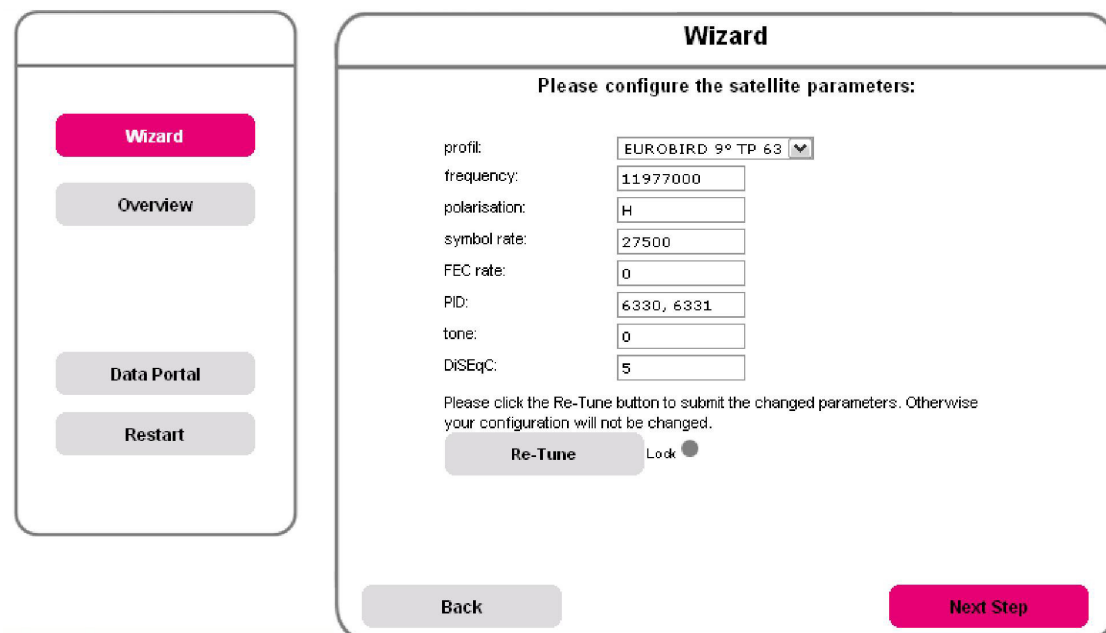 Wizard
Overview
Data Portal
Restart
Wizard
Please configure the satellite parameters:
profil: EUROBIRD 9° TP 63
frequency: 11977000
polarisation: H
symbol rate: 27500
FEC rate: 0
PID: 6330, 6331
tone: 0
DiSEqC: 5
Please click the Re-Tune button to submit the changed parameters. Otherwise
your configuration will not be changed.
Re-Tune Lock
Back Next Step